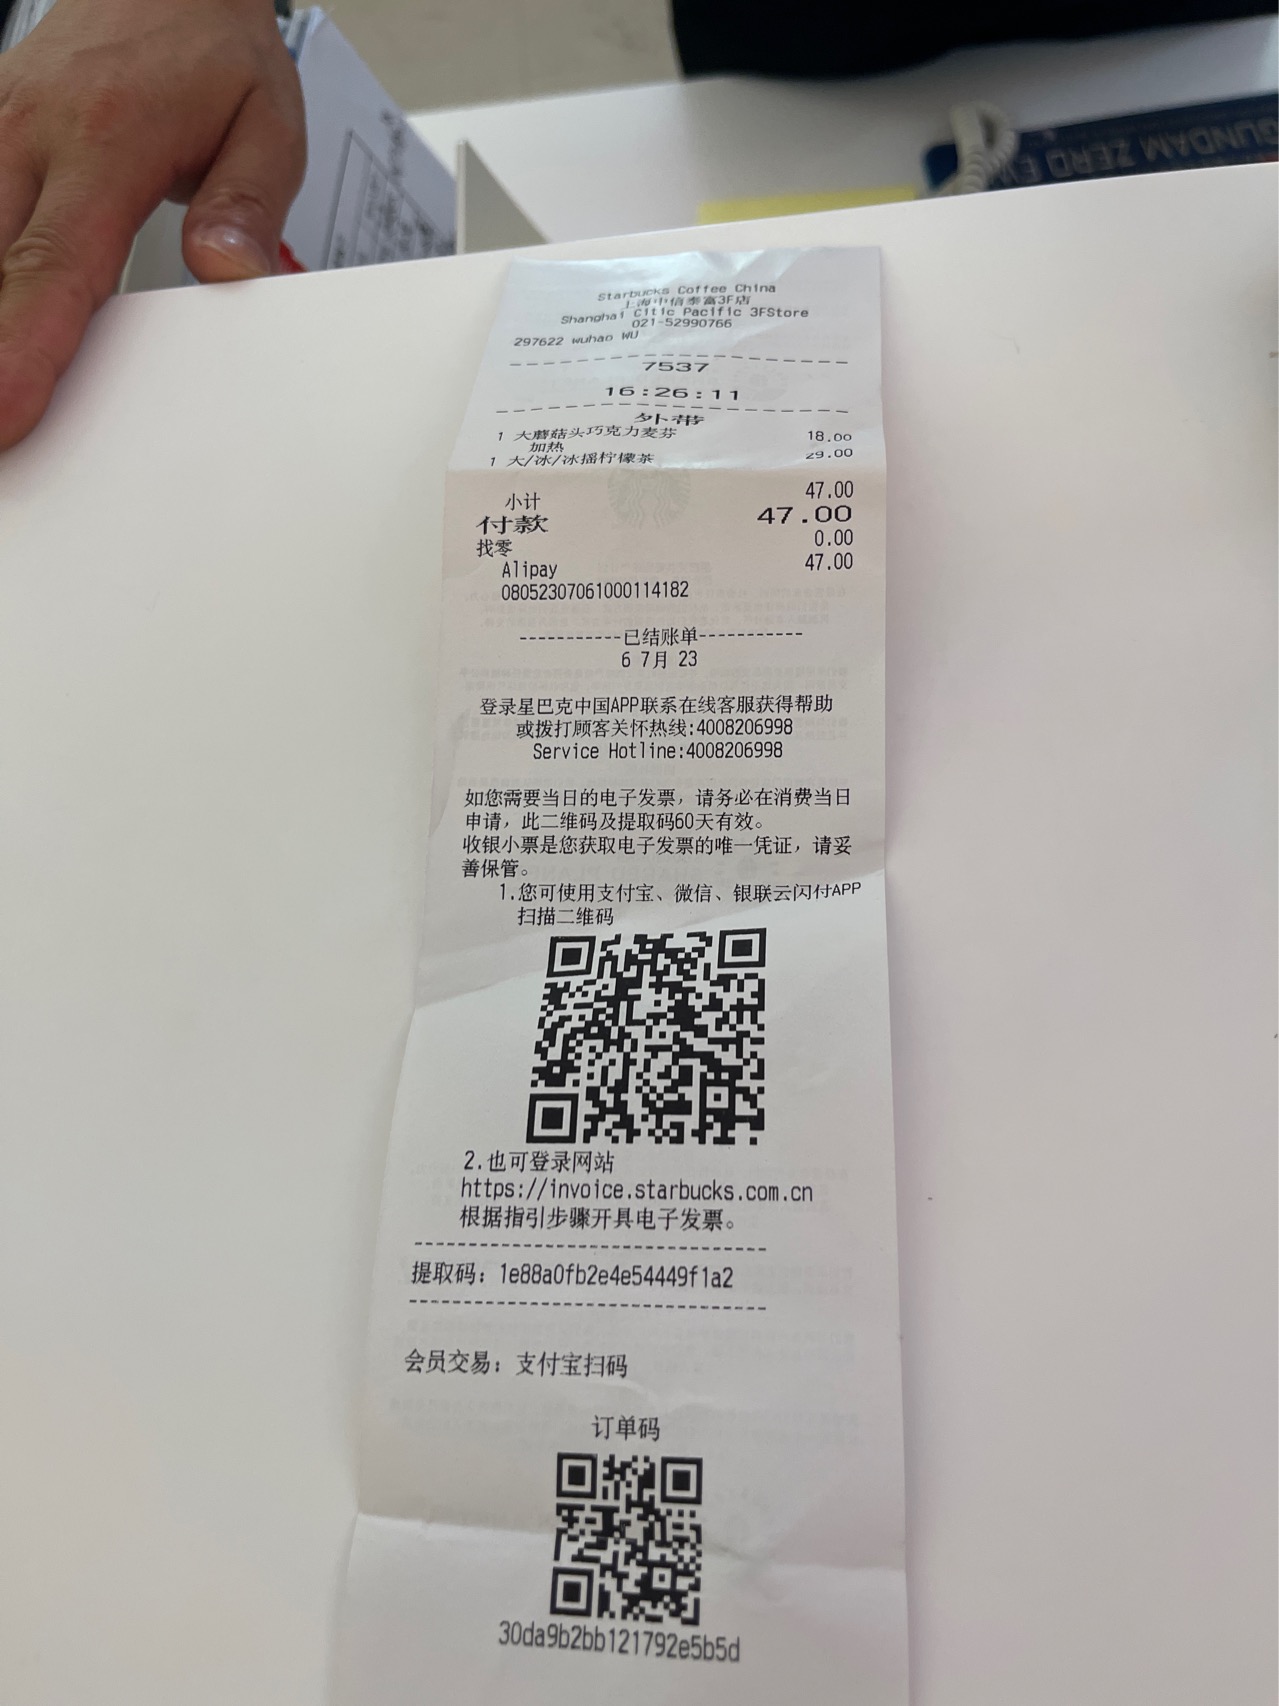 GUNDAM ZERO EW
Starbucks Coffee China
上海中信泰富3F店
Shanghai Citic Pacific 3FStore
021-52990766
297622 wuhao WU
7537
16:26:11
外带
1 大蘑菇头巧克力麦芬 18.00
加热
1 大/冰/冰摇柠檬茶 29.00
小计 47.00
付款 47.00
找零 0.00
Alipay 47.00
08052307061000114182
-----------已结账单-----------
6 7月 23
登录星巴克中国APP联系在线客服获得帮助
或拨打顾客关怀热线:4008206998
Service Hotline:4008206998
如您需要当日的电子发票，请务必在消费当日
申请，此二维码及提取码60天有效。
收银小票是您获取电子发票的唯一凭证，请妥
善保管。
1.您可使用支付宝、微信、银联云闪付APP
扫描二维码
2.也可登录网站
https://invoice.starbucks.com.cn
根据指引步骤开具电子发票。
提取码：1e88a0fb2e4e54449f1a2
会员交易：支付宝扫码
订单码
30da9b2bb121792e5b5d